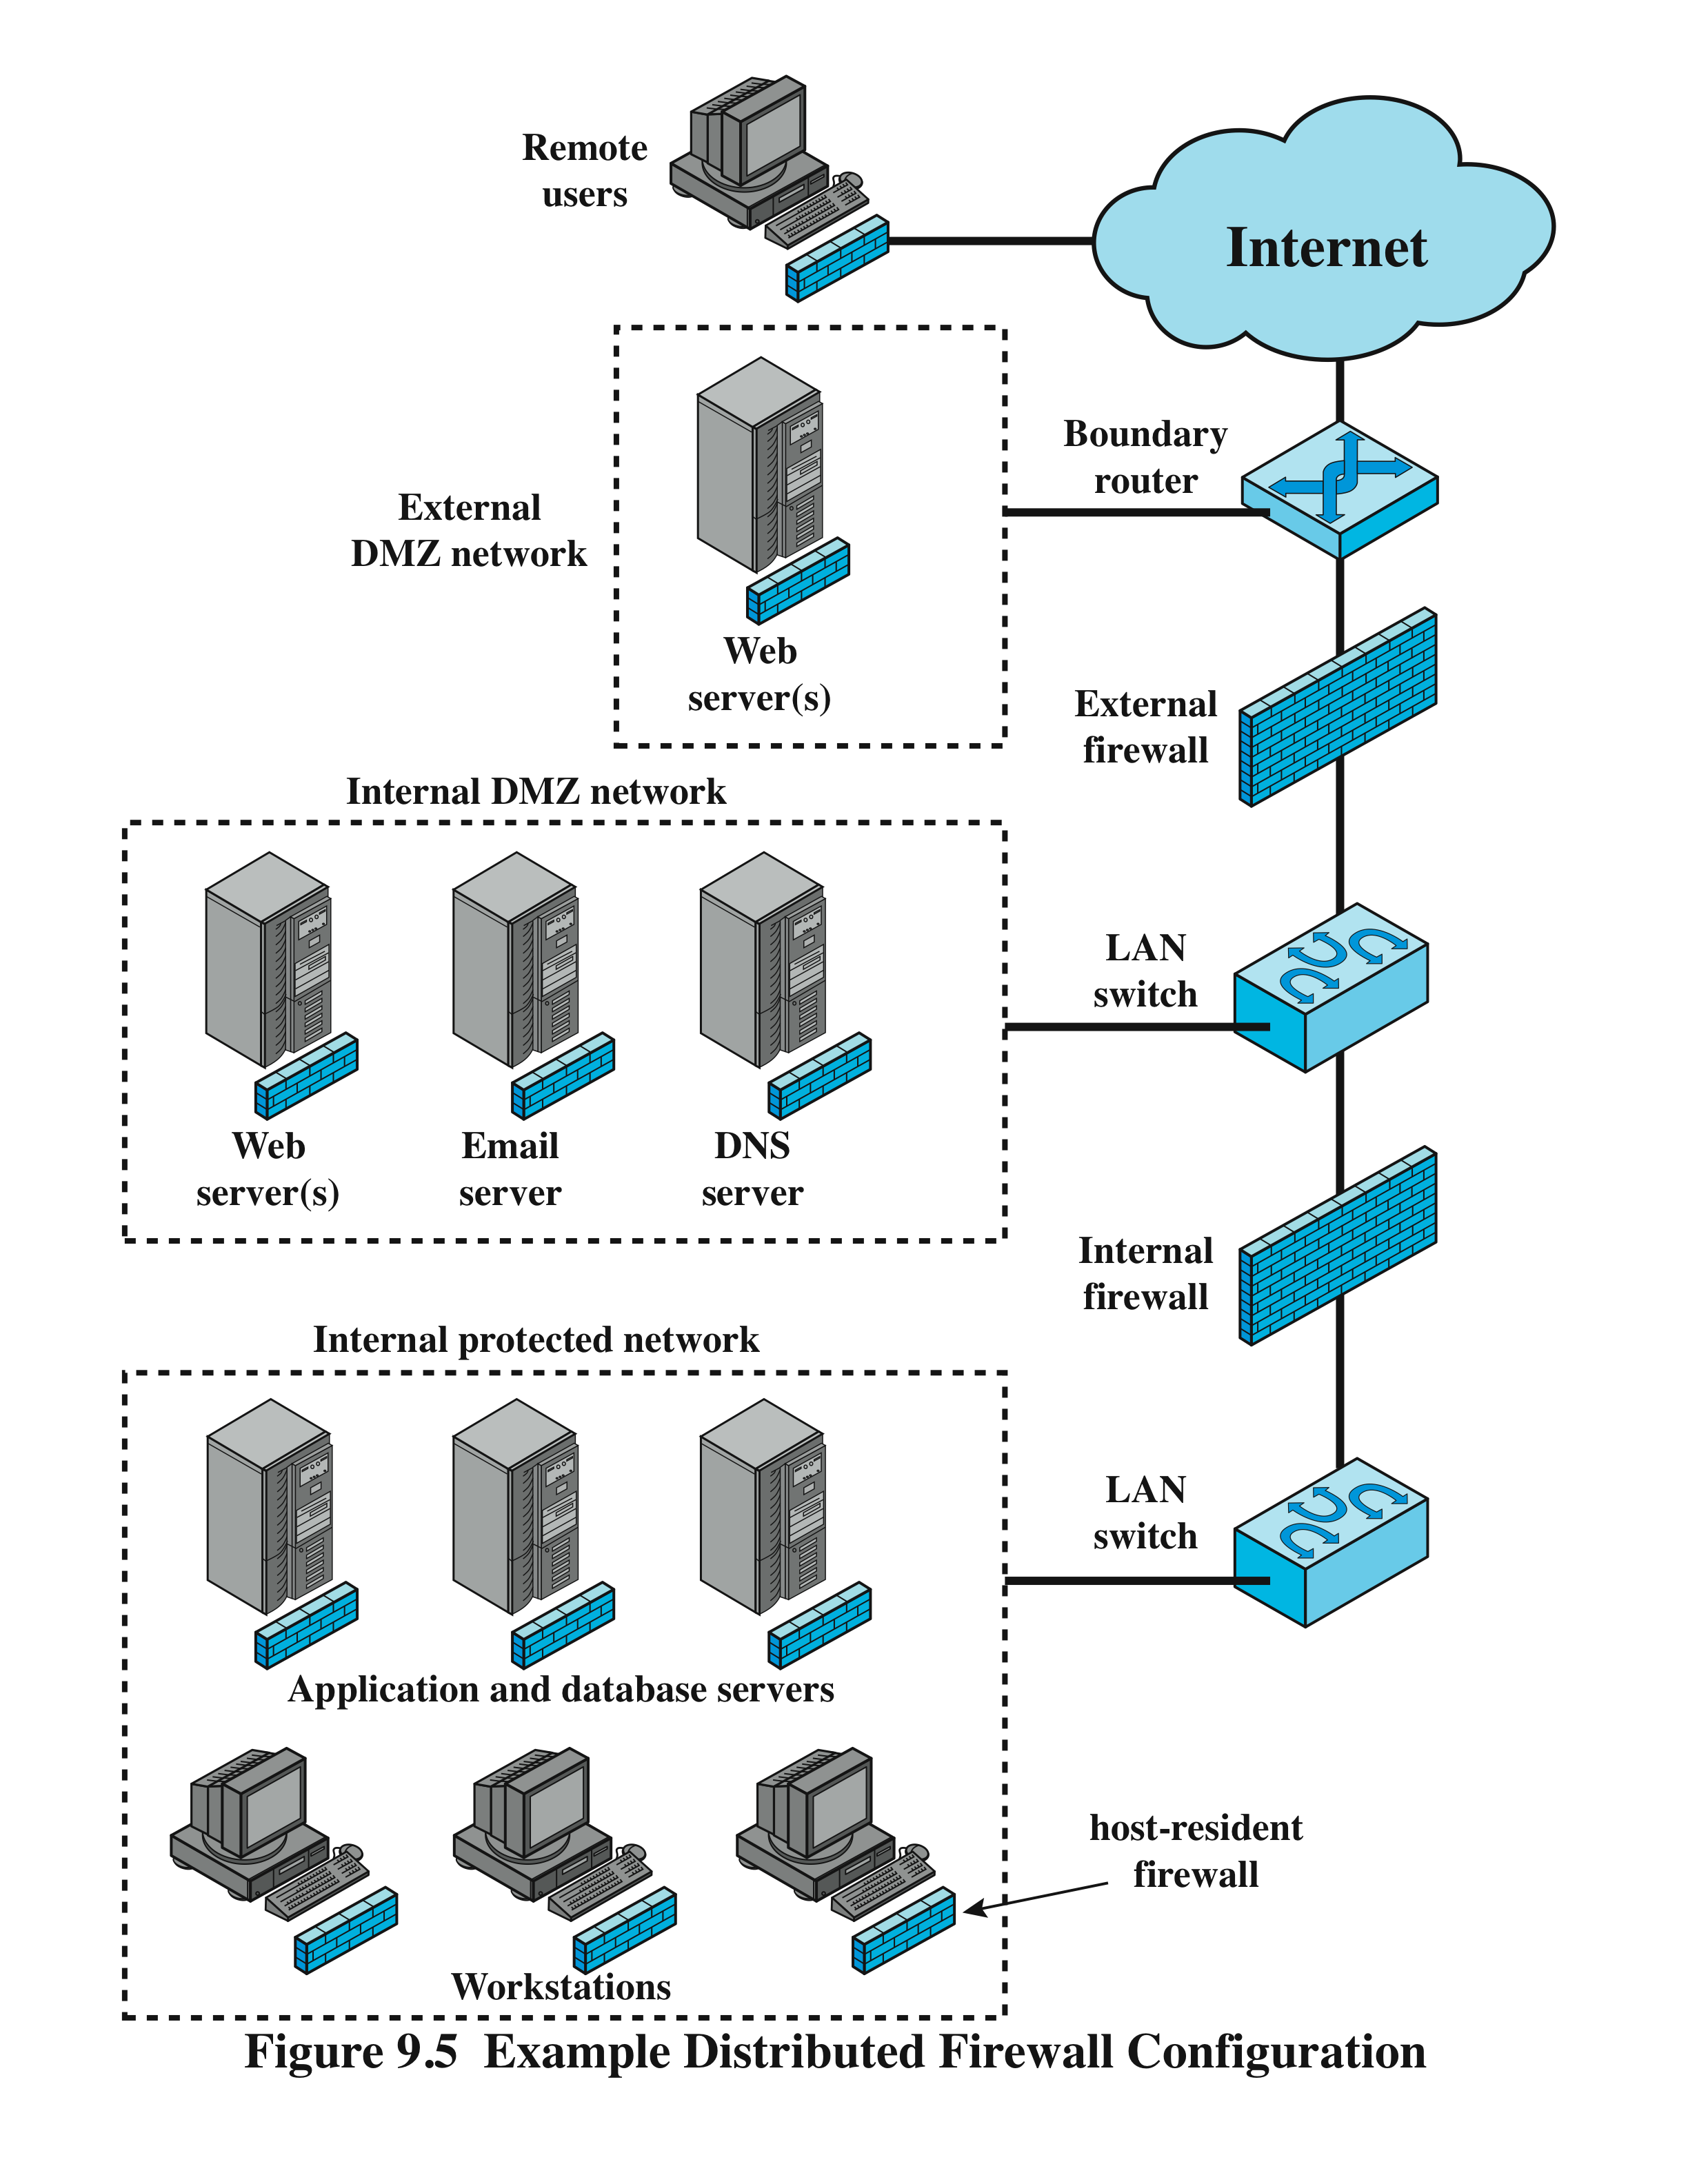 Remote
users
Internet
Boundary
router
External
DMZ network
Web
server(s)
External
firewall
Internal DMZ network
LAN
switch
Web
server(s)
Email
server
DNS
server
Internal
firewall
Internal protected network
LAN
switch
Application and database servers
host-resident
firewall
Workstations
Figure 9.5 Example Distributed Firewall Configuration